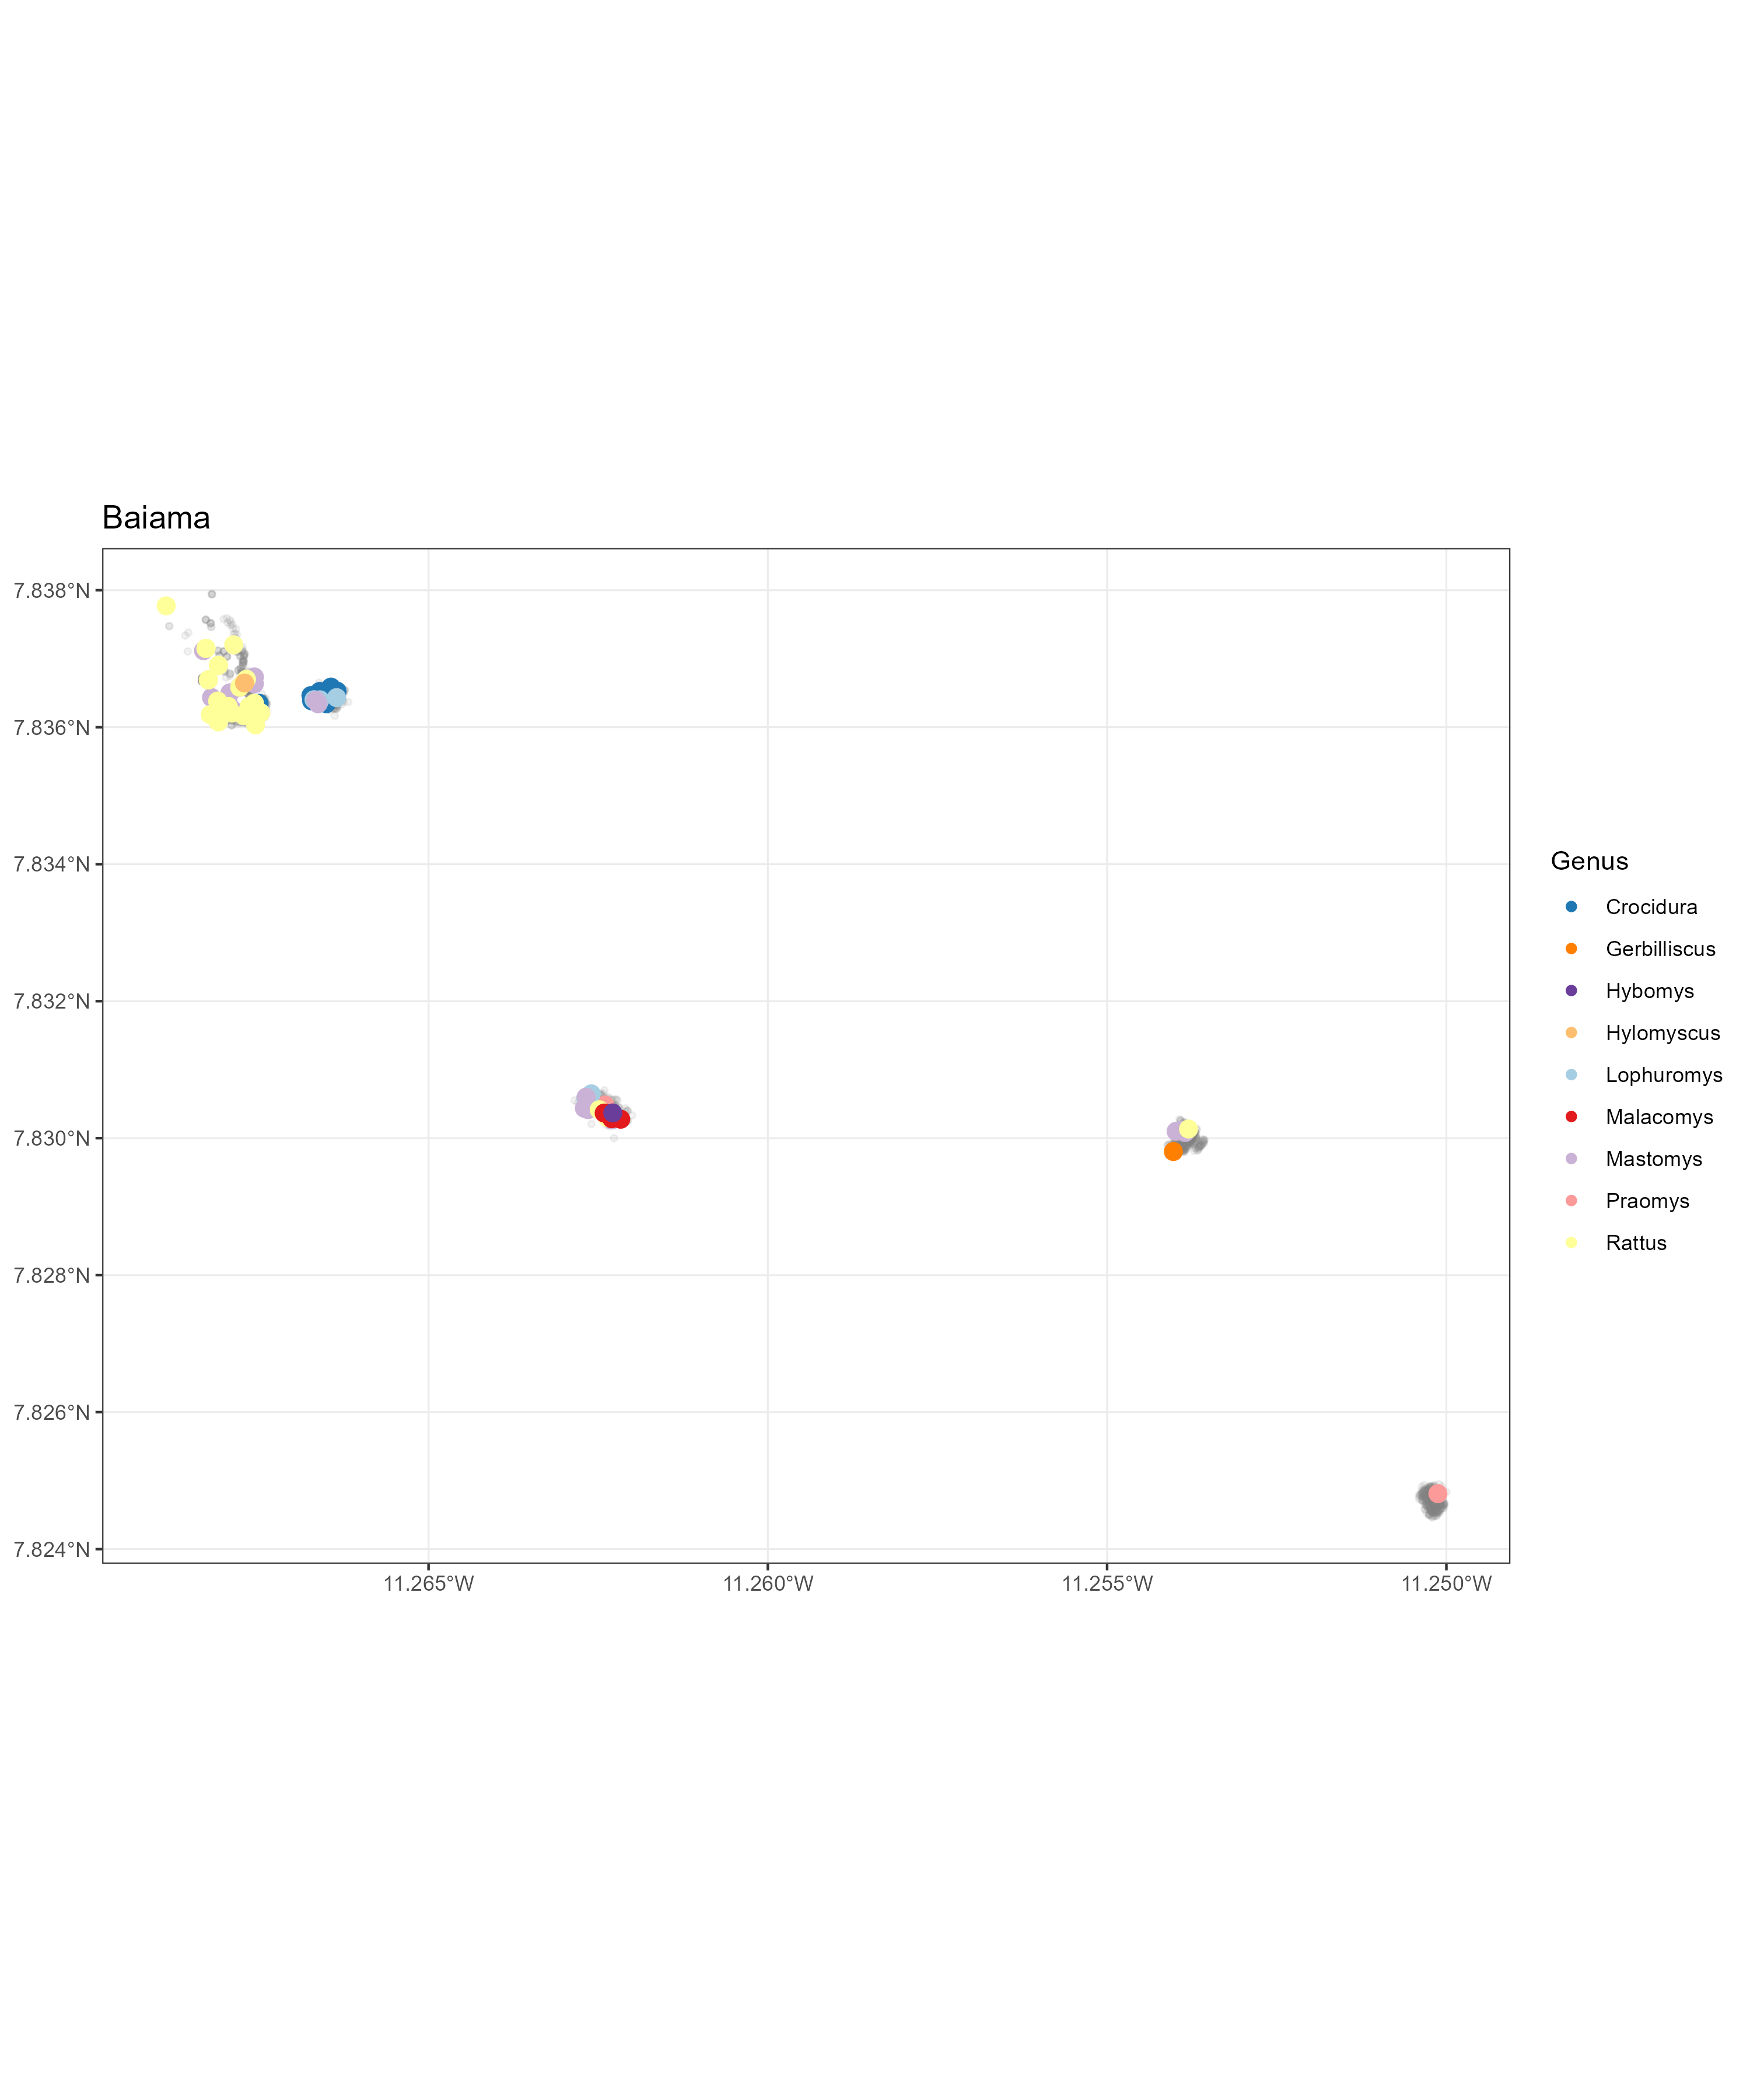 Baiama
7.838°N
7.836°N
7.834°N
7.832°N
7.830°N
7.828°N
7.826°N
7.824°N
11.265°W 11.260°W 11.255°W 11.250°W
Genus
Crocidura
Gerbilliscus
Hybomys
Hylomyscus
Lophuromys
Malacomys
Mastomys
Praomys
Rattus